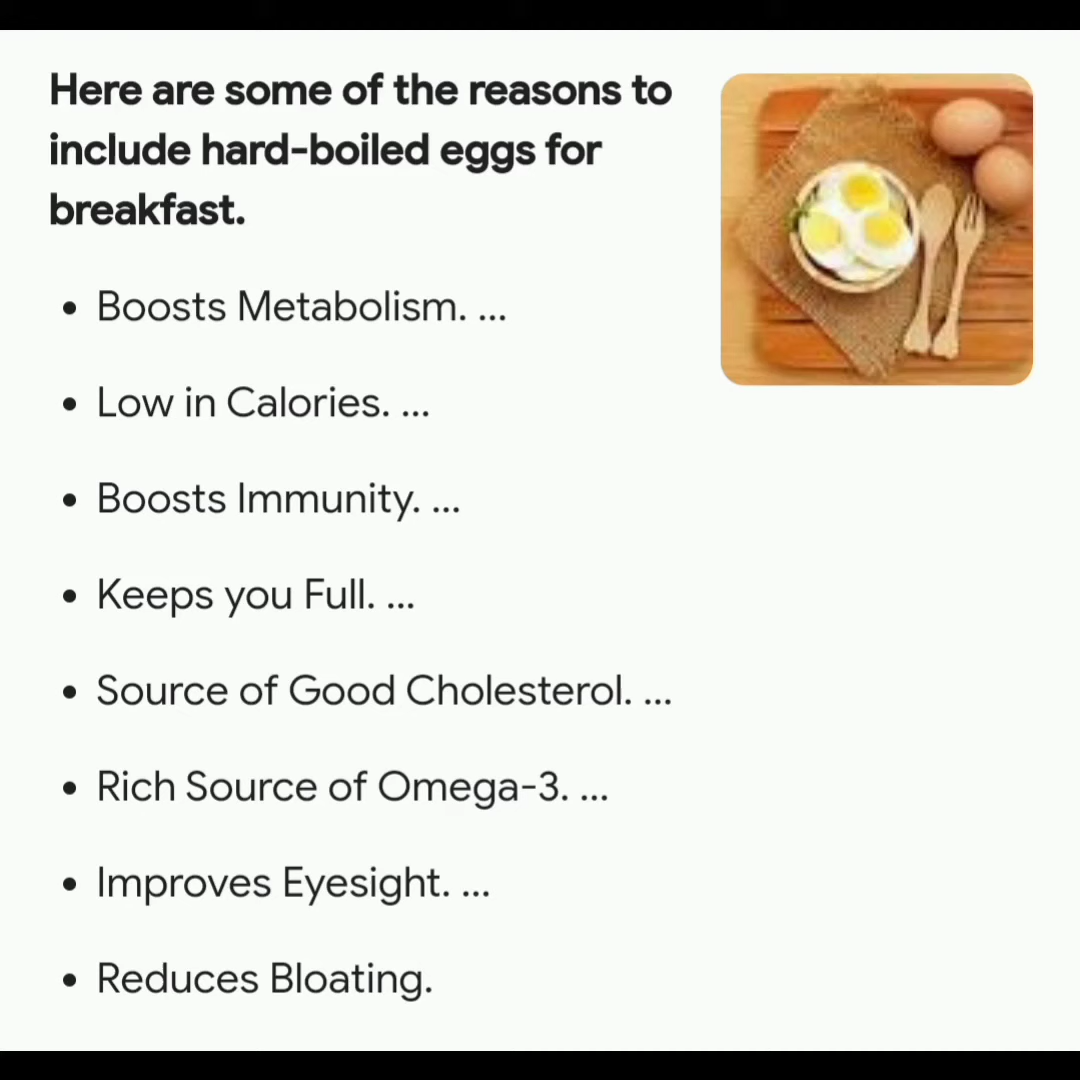 Here are some of the reasons to
include hard-boiled eggs for
breakfast.
• Boosts Metabolism. ...
• Low in Calories. ...
• Boosts Immunity. ...
• Keeps you Full. ...
• Source of Good Cholesterol. ...
• Rich Source of Omega-3. ...
• Improves Eyesight. ...
• Reduces Bloating.